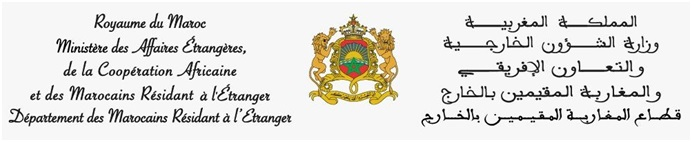 Royaume du Maroc
Ministère des Affaires Étrangères,
de la Coopération Africaine
et des Marocains Résidant à l'Étranger
Département des Marocains Résidant à l'Étranger
المملكة المغربية
وزارة الشؤون الخارجية
والتعاون الإفريقي
والمغاربة المقيمين بالخارج
قطاع المغاربة المقيمين بالخارج